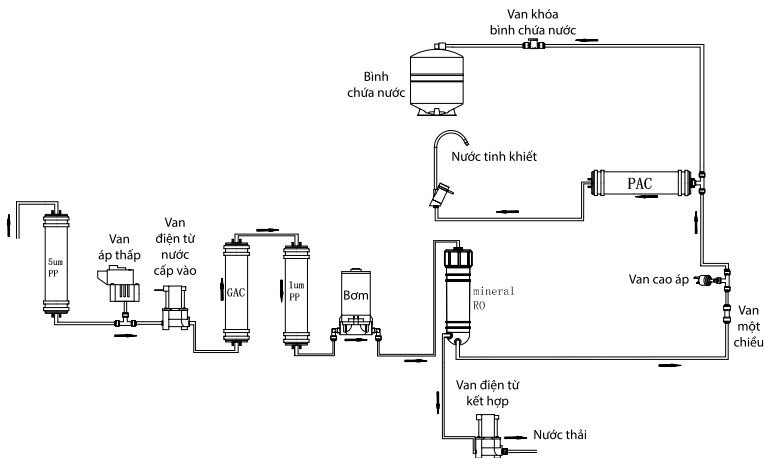 Van khóa
bình chứa nước
Bình
chứa nước
Nước tinh khiết
PAC
Van
áp thấp
Van
điện từ
nước
cấp vào
5um
PP
GAC
1um
PP
Bơm
mineral
RO
Van cao áp
Van
một
chiều
Van điện từ
kết hợp
Nước thải